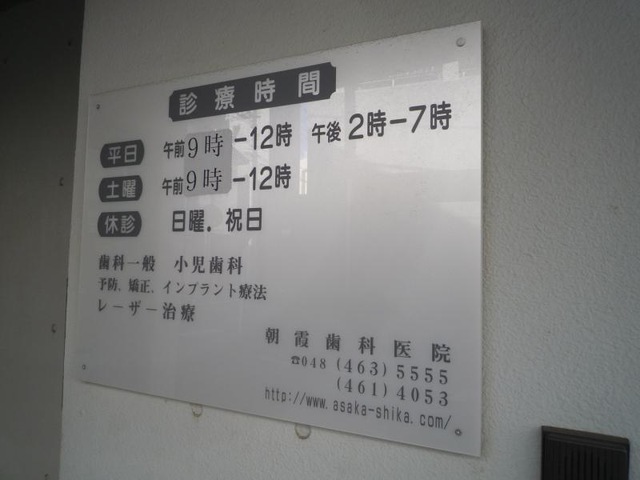 診療時間
平日 午前9時-12時 午後2時-7時
土曜 午前9時-12時
休診 日曜．祝日
歯科一般 小児歯科
予防、矯正、インプラント療法
レーザー治療
朝霞歯科医院
☎048 (463) 5555
(461) 4053
http://www.asaka-shika.com/